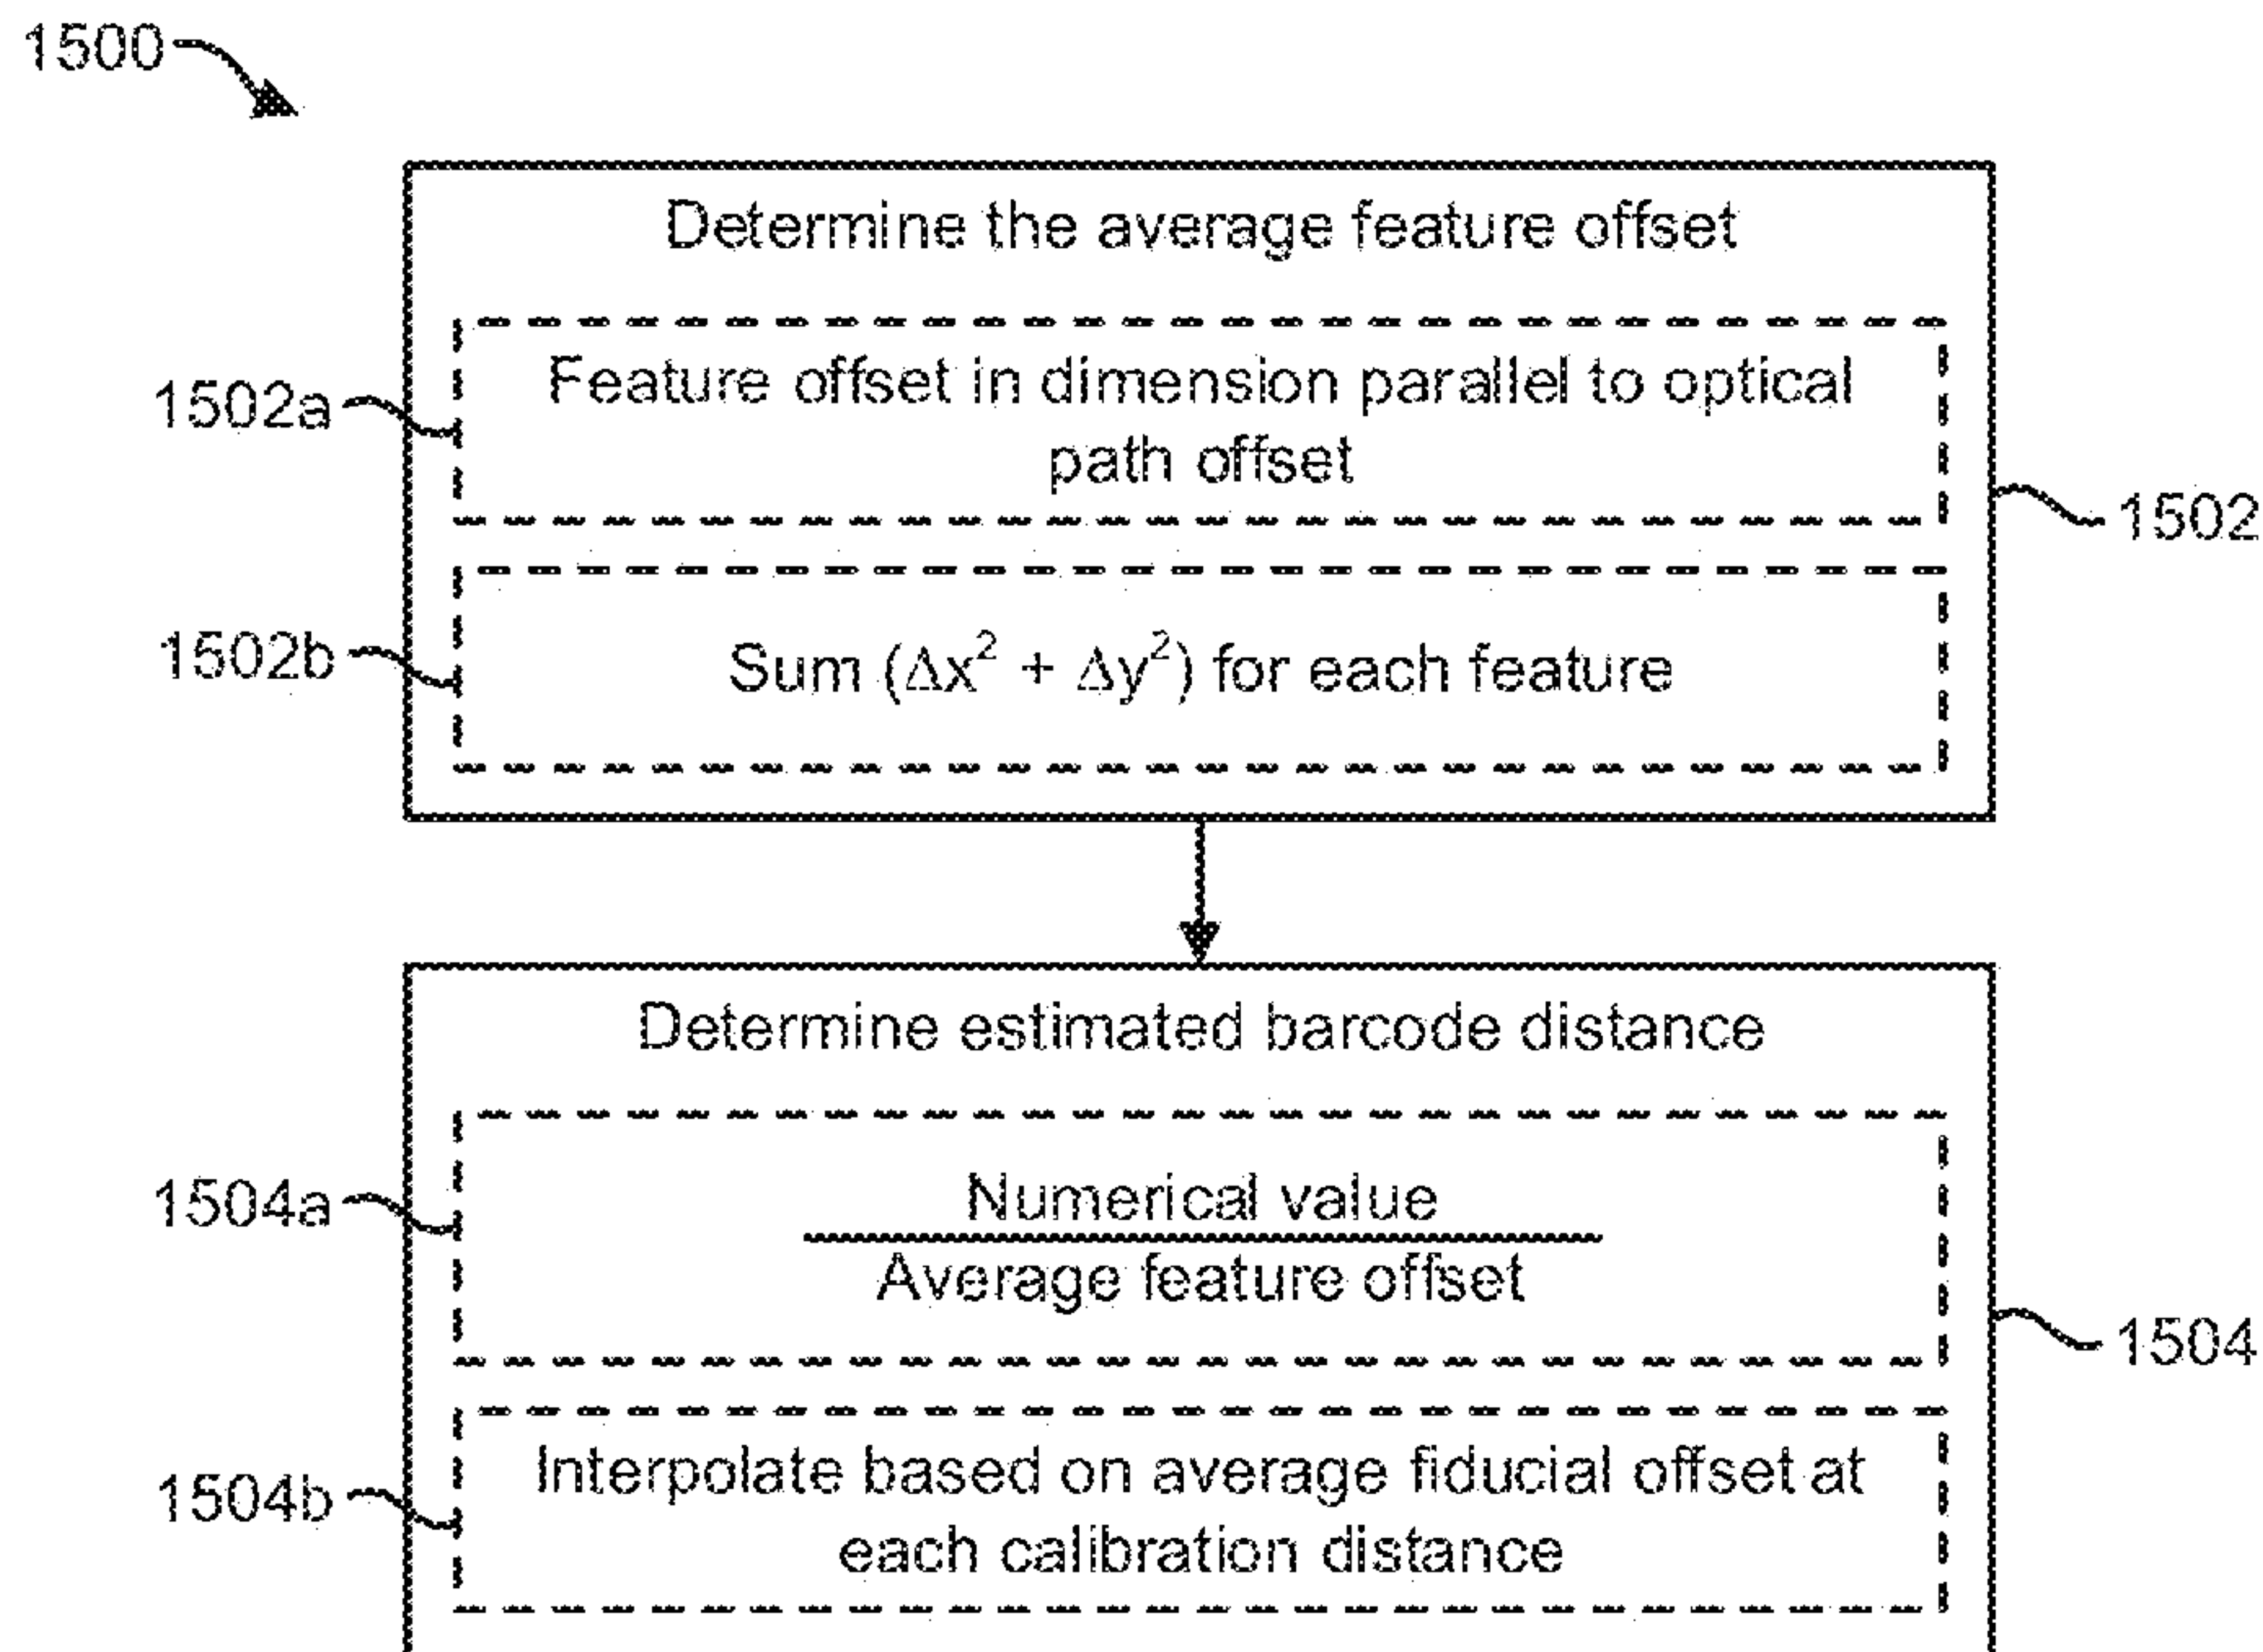 1500
Determine the average feature offset
1502a
Feature offset in dimension parallel to optical
path offset
1502
1502b
Sum (Δx² + Δy²) for each feature
Determine estimated barcode distance
1504a
Numerical value
Average feature offset
1504
1504b
Interpolate based on average fiducial offset at
each calibration distance